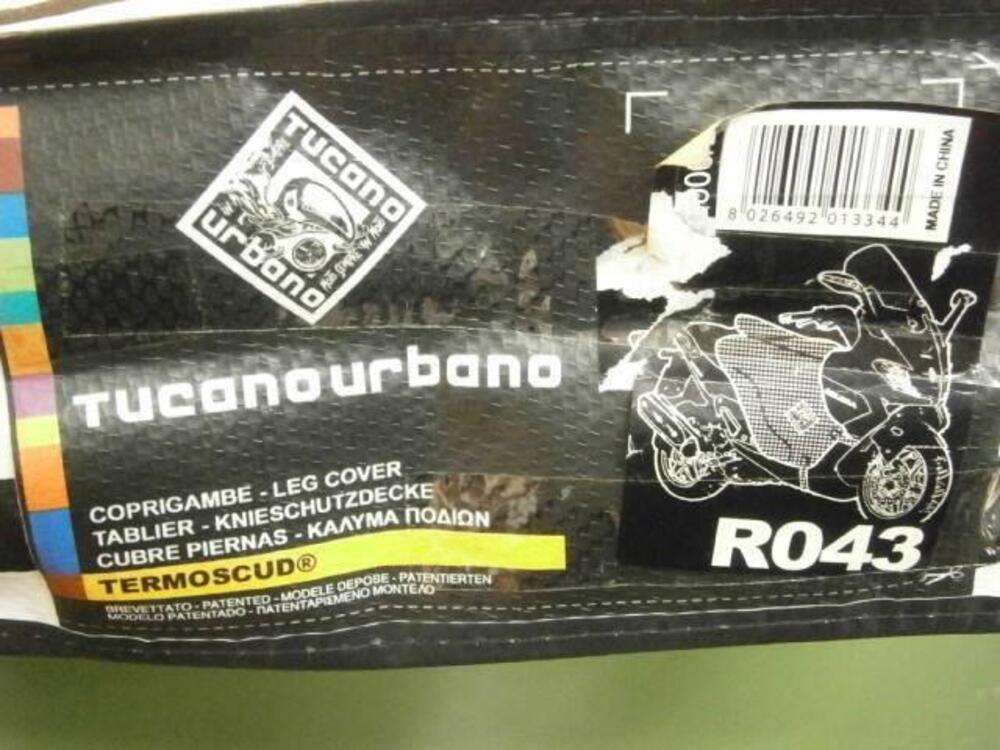 Tucano
urbano
Tucanourbano
COPRIGAMBE - LEG COVER
TABLIER - KNIESCHUTZDECKE
CUBRE PIERNAS - ΚΑΛΥΜΑ ΠΟΔΙΩΝ
TERMOSCUD®
BREVETTATO - PATENTED - MODELE DEPOSE - PATENTIERTEN
MODELO PATENTADO - ΠΑΤΕΝΤΑΡΙΣΜΕΝΟ ΜΟΝΤΕΛΟ
8 026492 013344
MADE IN CHINA
R043